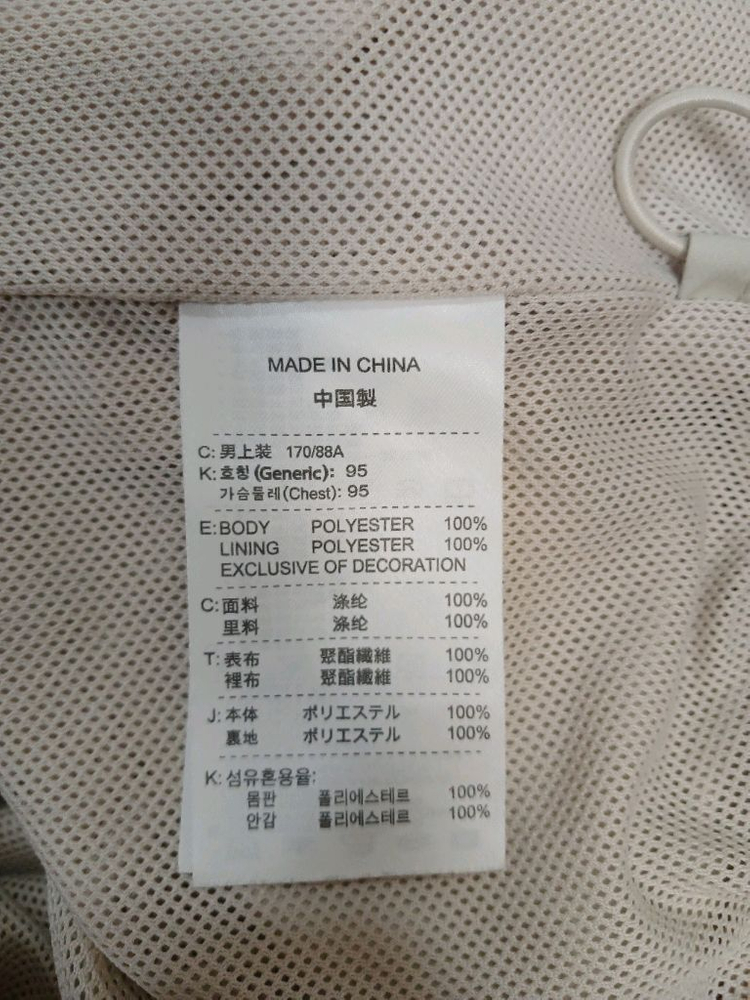 MADE IN CHINA
中国製
C: 男上装 170/88A
K: 호칭 (Generic): 95
가슴둘레(Chest): 95
E: BODY POLYESTER 100%
LINING POLYESTER 100%
EXCLUSIVE OF DECORATION
C: 面料 涤纶 100%
里料 涤纶 100%
T: 表布 聚酯纖維 100%
裡布 聚酯纖維 100%
J: 本体 ポリエステル 100%
裏地 ポリエステル 100%
K: 섬유혼용율:
몸판 폴리에스테르 100%
안감 폴리에스테르 100%